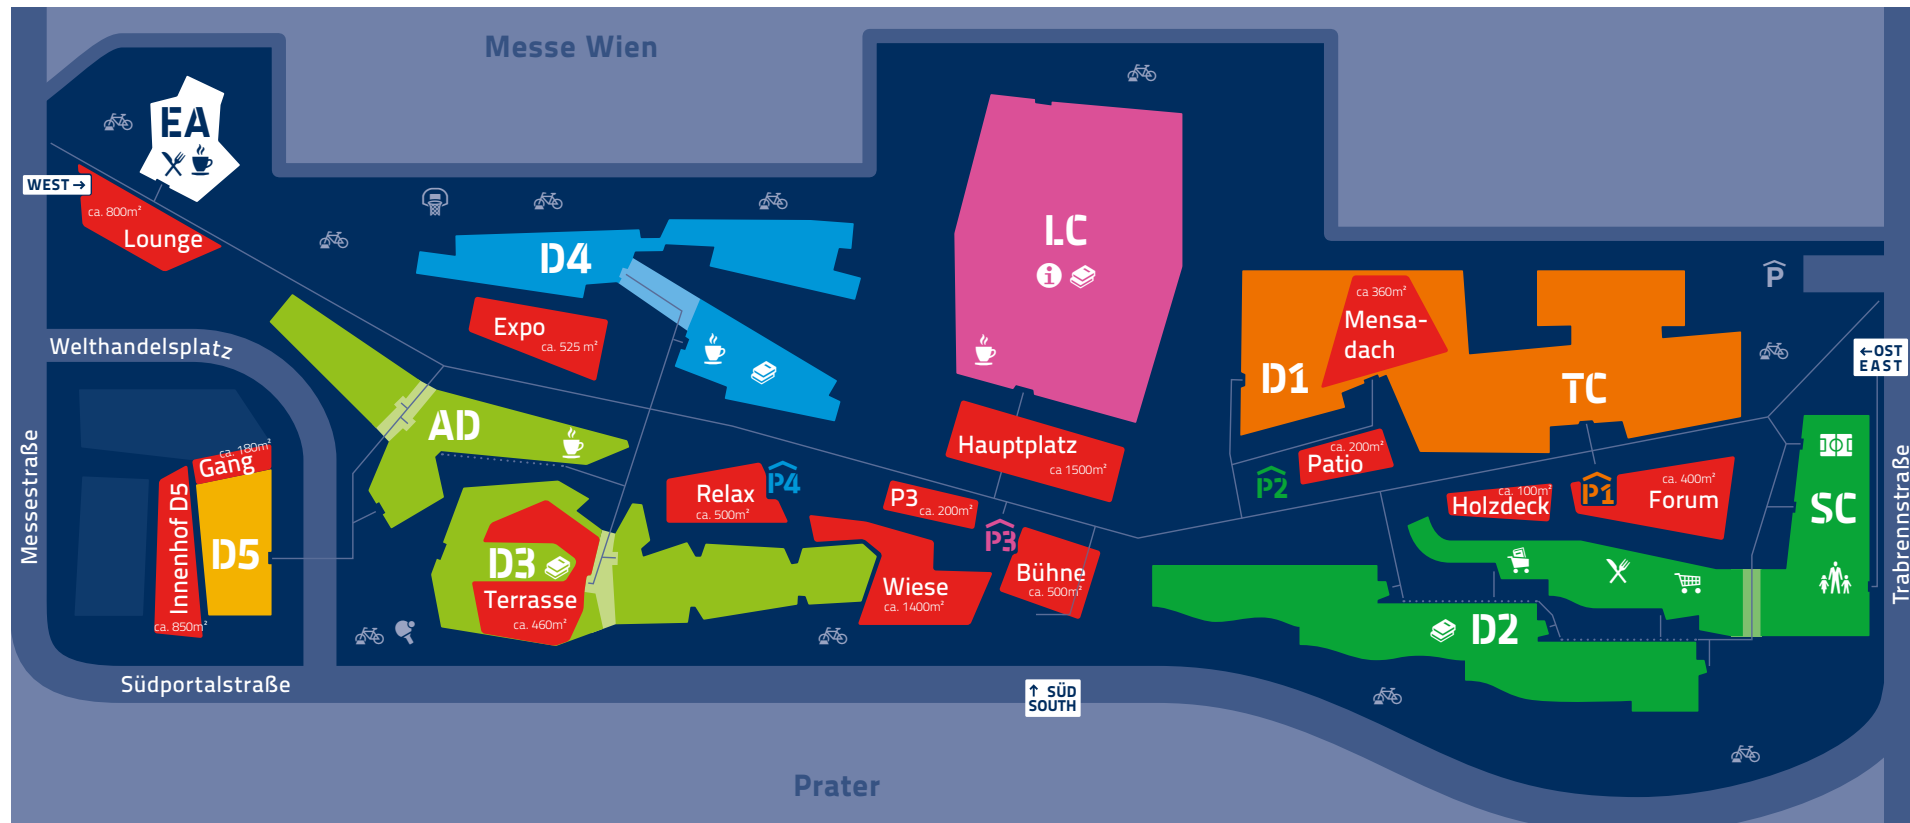 Messe Wien
EA
WEST →
ca. 800m²
Lounge
D4
Expo
ca. 525 m²
LC
i
P
ca 360m²
Mensa-
dach
D1
TC
← OST
EAST
Welthandelsplatz
AD
Hauptplatz
ca 1500m²
ca. 200m²
Patio
P2
Messestraße
ca. 180m²
Gang
Innenhof D5
ca. 850m²
D5
Relax
ca. 500m²
P4
P3
ca. 200m²
P3
ca. 100m²
Holzdeck
P1
ca. 400m²
Forum
SC
Trabrennstraße
D3
Terrasse
ca. 460m²
Wiese
ca. 1400m²
Bühne
ca. 500m²
D2
Südportalstraße
↑ SÜD
SOUTH
Prater